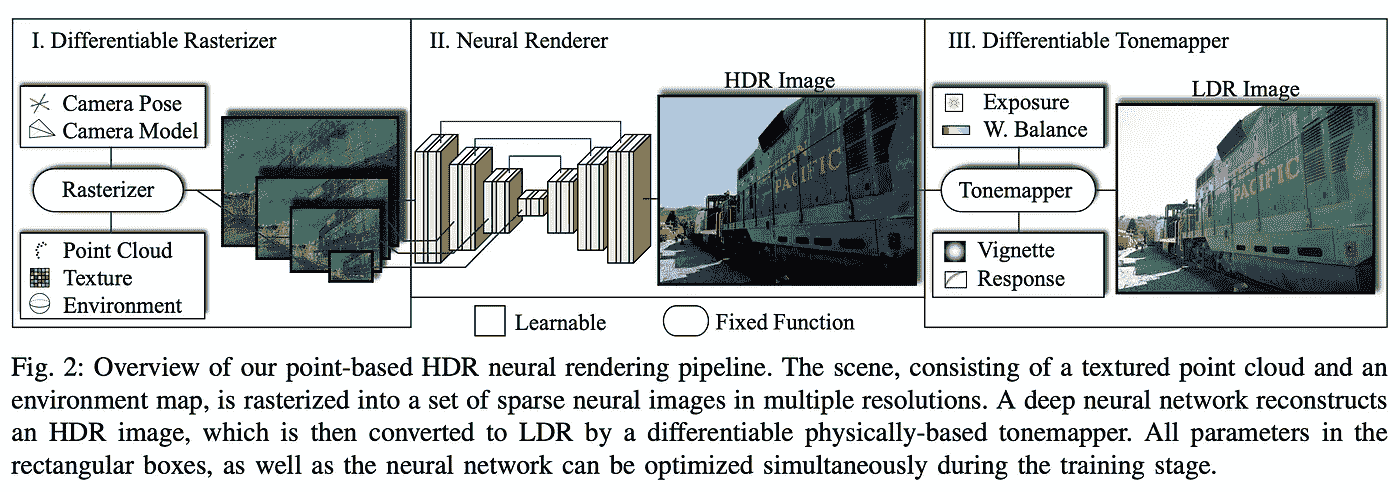 I. Differentiable Rasterizer
II. Neural Renderer
III. Differentiable Tonemapper
Camera Pose
Camera Model
Rasterizer
Point Cloud
Texture
Environment
HDR Image
PACIFIC
Exposure
W. Balance
Tonemapper
Vignette
Response
LDR Image
PACIFIC
Learnable
Fixed Function
Fig. 2: Overview of our point-based HDR neural rendering pipeline. The scene, consisting of a textured point cloud and an
environment map, is rasterized into a set of sparse neural images in multiple resolutions. A deep neural network reconstructs
an HDR image, which is then converted to LDR by a differentiable physically-based tonemapper. All parameters in the
rectangular boxes, as well as the neural network can be optimized simultaneously during the training stage.